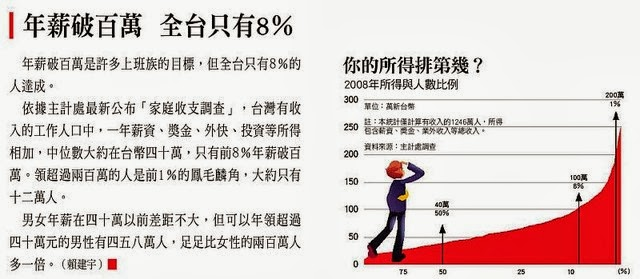 年薪破百萬 全台只有8%
年薪破百萬是許多上班族的目標，但全台只有8%的
人達成。
依據主計處最新公布「家庭收支調查」，台灣有收
入的工作人口中，一年薪資、獎金、外快、投資等所得
相加，中位數大約在台幣四十萬，只有前8%年薪破百
萬。領超過兩百萬的人是前1%的鳳毛麟角，大約只有
十二萬人。
男女年薪在四十萬以前差距不大，但可以年領超過
四十萬元的男性有四五八萬人，足足比女性的兩百萬人
多一倍。（賴建宇）
你的所得排第幾？
2008年所得與人數比例
單位：萬新台幣
註：本統計僅計算有收入的1246萬人，所得
包含薪資、獎金、業外收入等總收入。
資料來源：主計處調查
300
250
200
150
100
50
0
40萬
50%
100萬
8%
200萬
1%
75
50
25
10
(%)